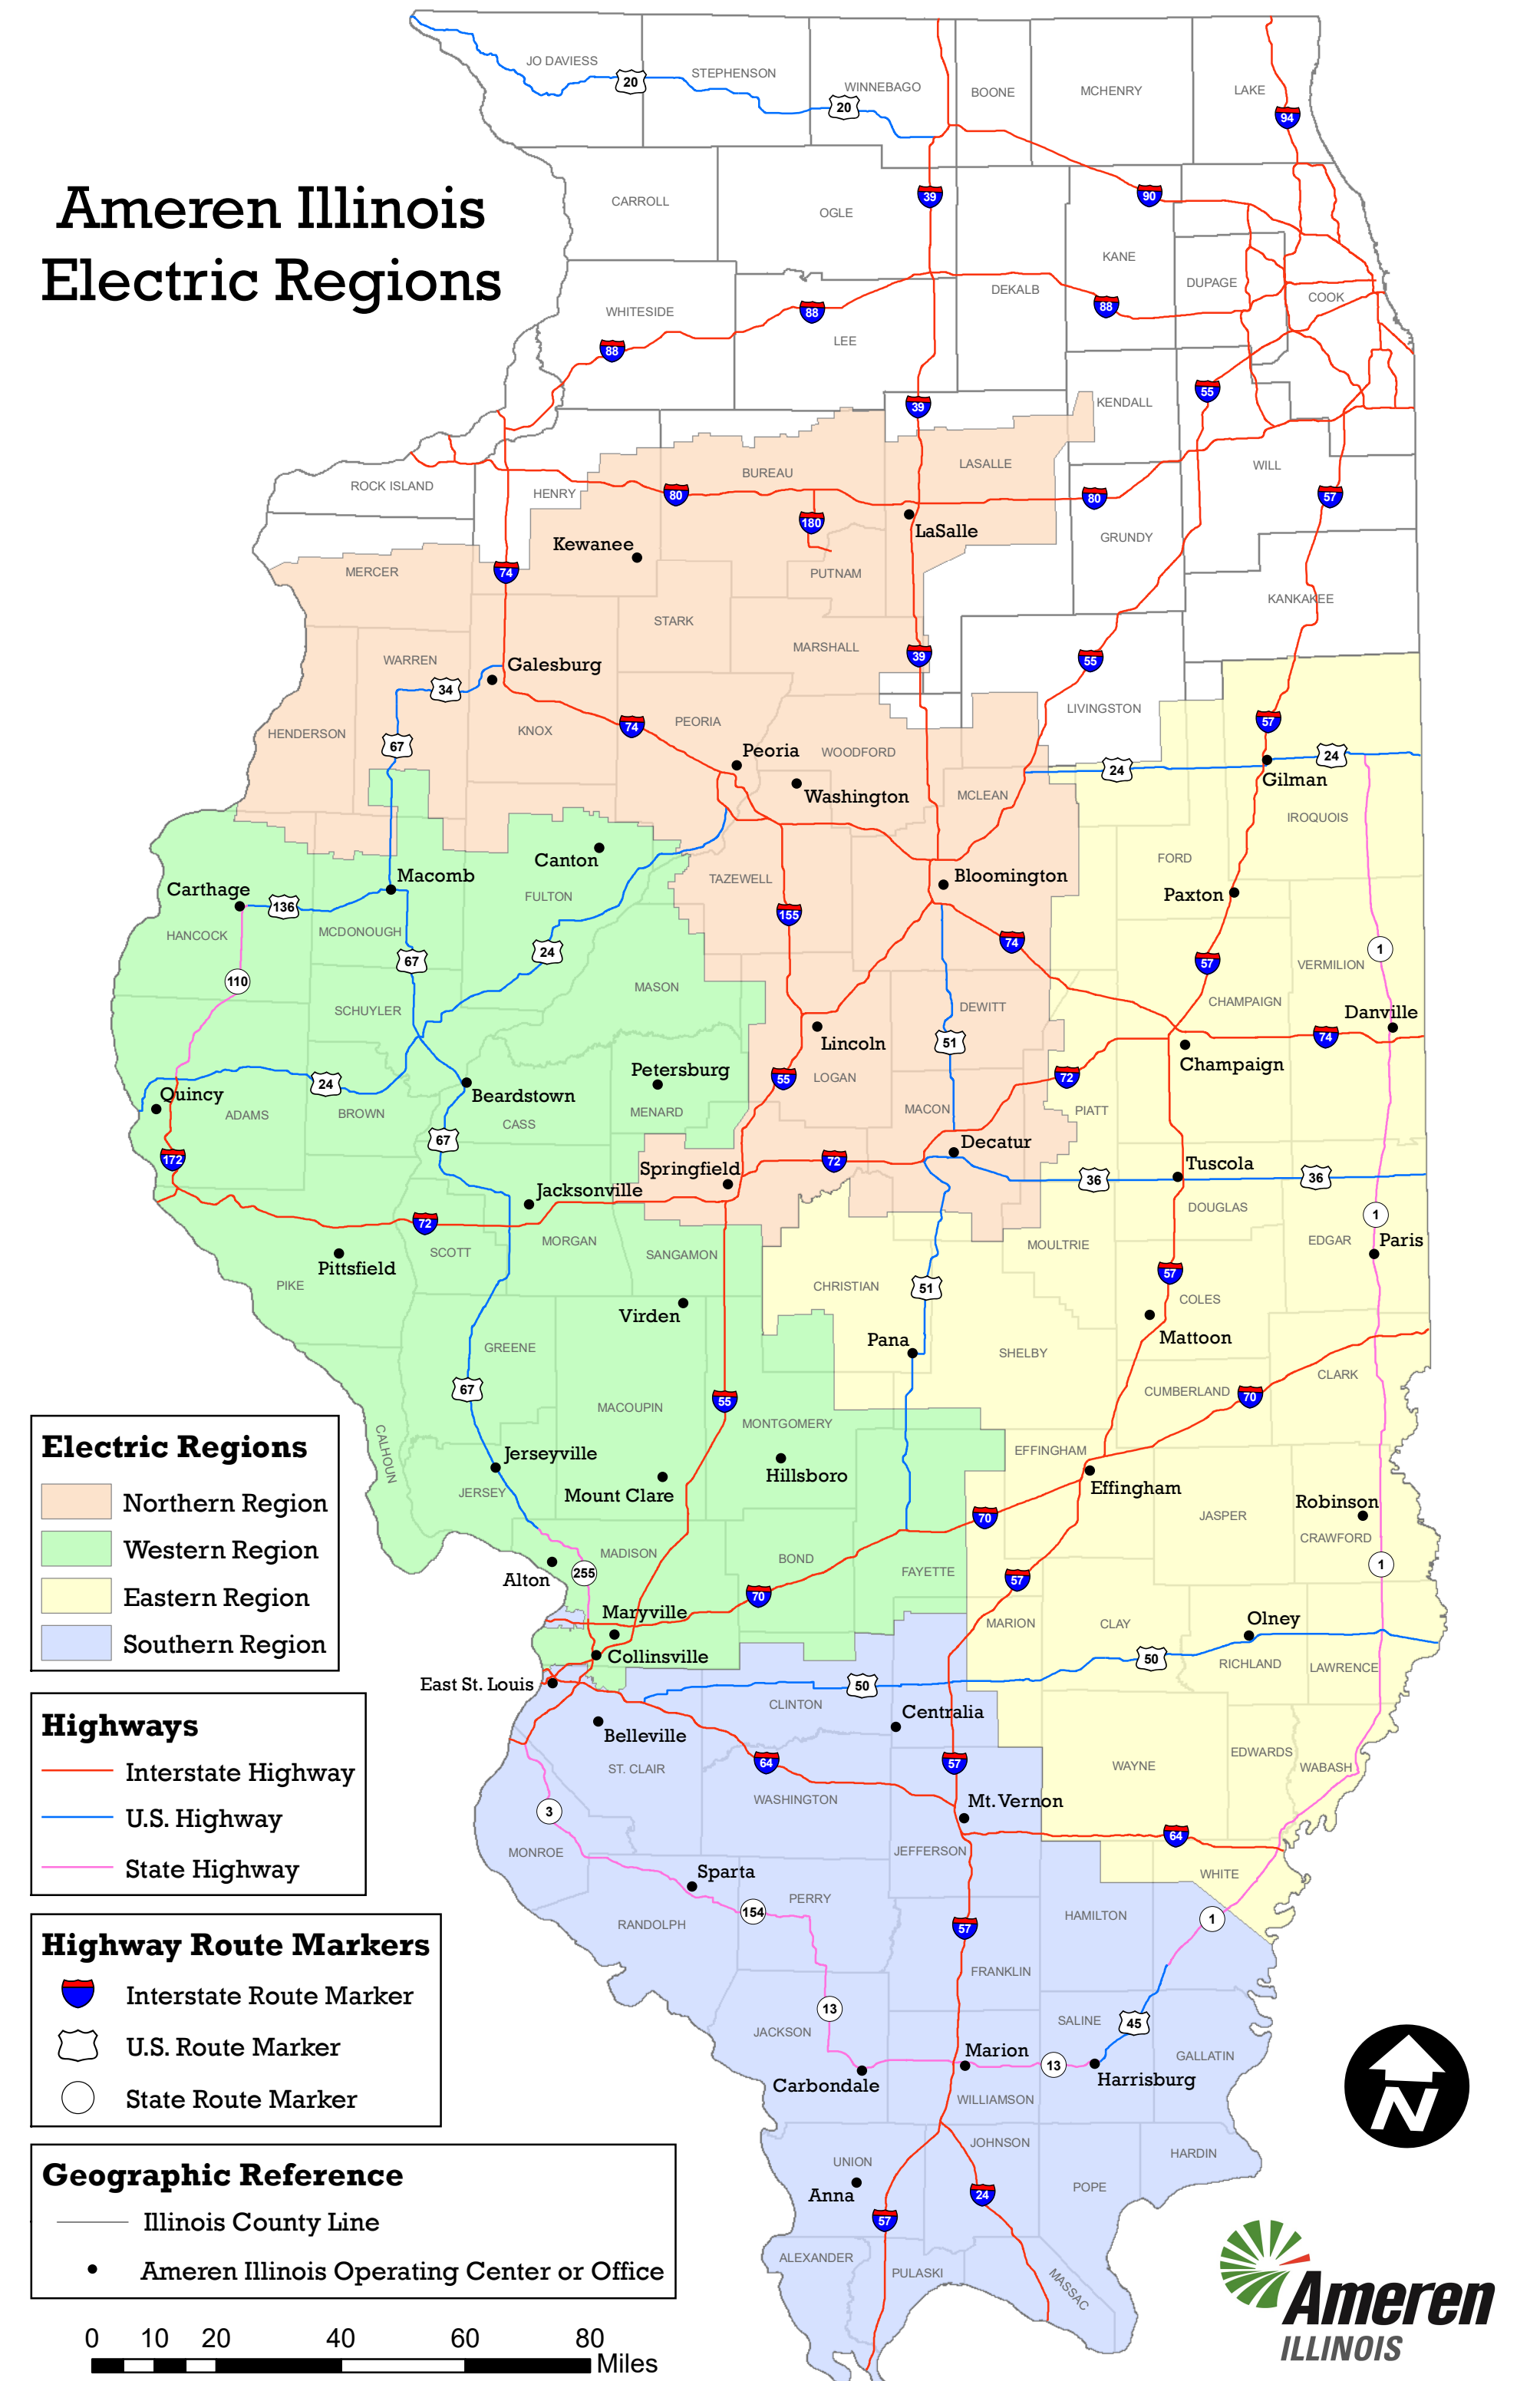 Ameren Illinois
Electric Regions
JO DAVIESS
STEPHENSON
WINNEBAGO
BOONE
MCHENRY
LAKE
20
20
94
CARROLL
OGLE
39
90
KANE
DUPAGE
COOK
DEKALB
WHITESIDE
88
88
88
LEE
39
KENDALL
55
ROCK ISLAND
HENRY
BUREAU
LASALLE
WILL
80
80
57
180
LaSalle
GRUNDY
Kewanee
MERCER
74
PUTNAM
KANKAKEE
STARK
MARSHALL
WARREN
Galesburg
39
55
34
LIVINGSTON
HENDERSON
67
KNOX
74
PEORIA
57
Peoria
WOODFORD
24
24
Gilman
Washington
MCLEAN
IROQUOIS
Canton
FORD
Carthage
Macomb
TAZEWELL
Bloomington
Paxton
136
FULTON
155
HANCOCK
MCDONOUGH
67
24
74
57
1
VERMILION
110
MASON
SCHUYLER
DEWITT
CHAMPAIGN
Danville
Lincoln
51
74
Champaign
Quincy
24
Beardstown
Petersburg
55
LOGAN
72
ADAMS
BROWN
CASS
MENARD
MACON
PIATT
67
Decatur
172
Springfield
72
Tuscola
36
36
Jacksonville
DOUGLAS
72
SCOTT
MORGAN
SANGAMON
MOULTRIE
EDGAR
1
Paris
Pittsfield
PIKE
CHRISTIAN
51
57
COLES
Virden
Mattoon
GREENE
Pana
SHELBY
67
55
CUMBERLAND
70
CLARK
MACOUPIN
MONTGOMERY
CALHOUN
Jerseyville
EFFINGHAM
Hillsboro
JERSEY
Mount Clare
Effingham
70
JASPER
Robinson
CRAWFORD
MADISON
BOND
FAYETTE
57
1
Alton
255
70
Maryville
MARION
CLAY
Olney
Collinsville
50
RICHLAND
LAWRENCE
East St. Louis
50
CLINTON
Centralia
Belleville
64
57
ST. CLAIR
WAYNE
EDWARDS
WABASH
WASHINGTON
Mt. Vernon
3
64
MONROE
JEFFERSON
Sparta
WHITE
154
PERRY
RANDOLPH
57
HAMILTON
1
FRANKLIN
13
JACKSON
SALINE
45
GALLATIN
Marion
13
Carbondale
Harrisburg
WILLIAMSON
JOHNSON
UNION
HARDIN
Anna
24
POPE
57
ALEXANDER
PULASKI
MASSAC
Electric Regions
Northern Region
Western Region
Eastern Region
Southern Region
Highways
Interstate Highway
U.S. Highway
State Highway
Highway Route Markers
Interstate Route Marker
U.S. Route Marker
State Route Marker
Geographic Reference
Illinois County Line
Ameren Illinois Operating Center or Office
0 10 20 40 60 80
Miles
N
Ameren
ILLINOIS